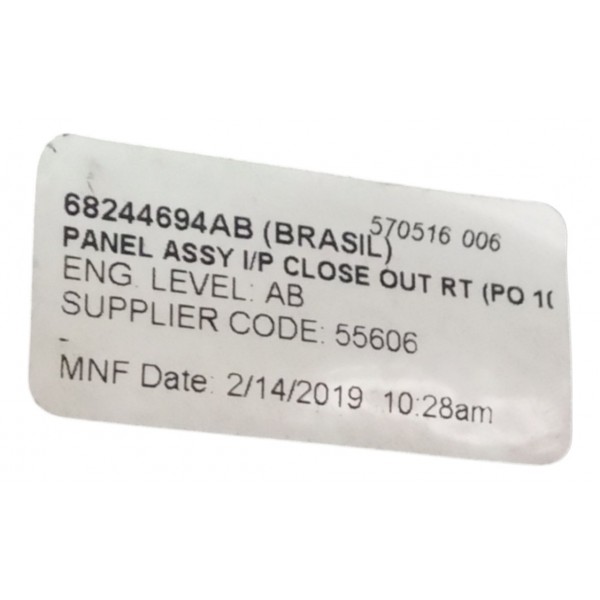 68244694AB (BRASIL) 570516 006
PANEL ASSY I/P CLOSE OUT RT (PO 10
ENG. LEVEL: AB
SUPPLIER CODE: 55606
-
MNF Date: 2/14/2019 10:28am